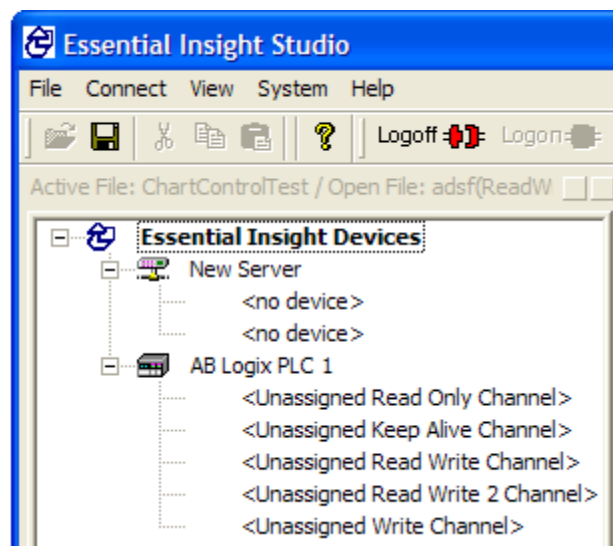 Essential Insight Studio
File Connect View System Help
Logoff Logon
Active File: ChartControlTest / Open File: adsf(ReadW
Essential Insight Devices
New Server
<no device>
<no device>
AB Logix PLC 1
<Unassigned Read Only Channel>
<Unassigned Keep Alive Channel>
<Unassigned Read Write Channel>
<Unassigned Read Write 2 Channel>
<Unassigned Write Channel>